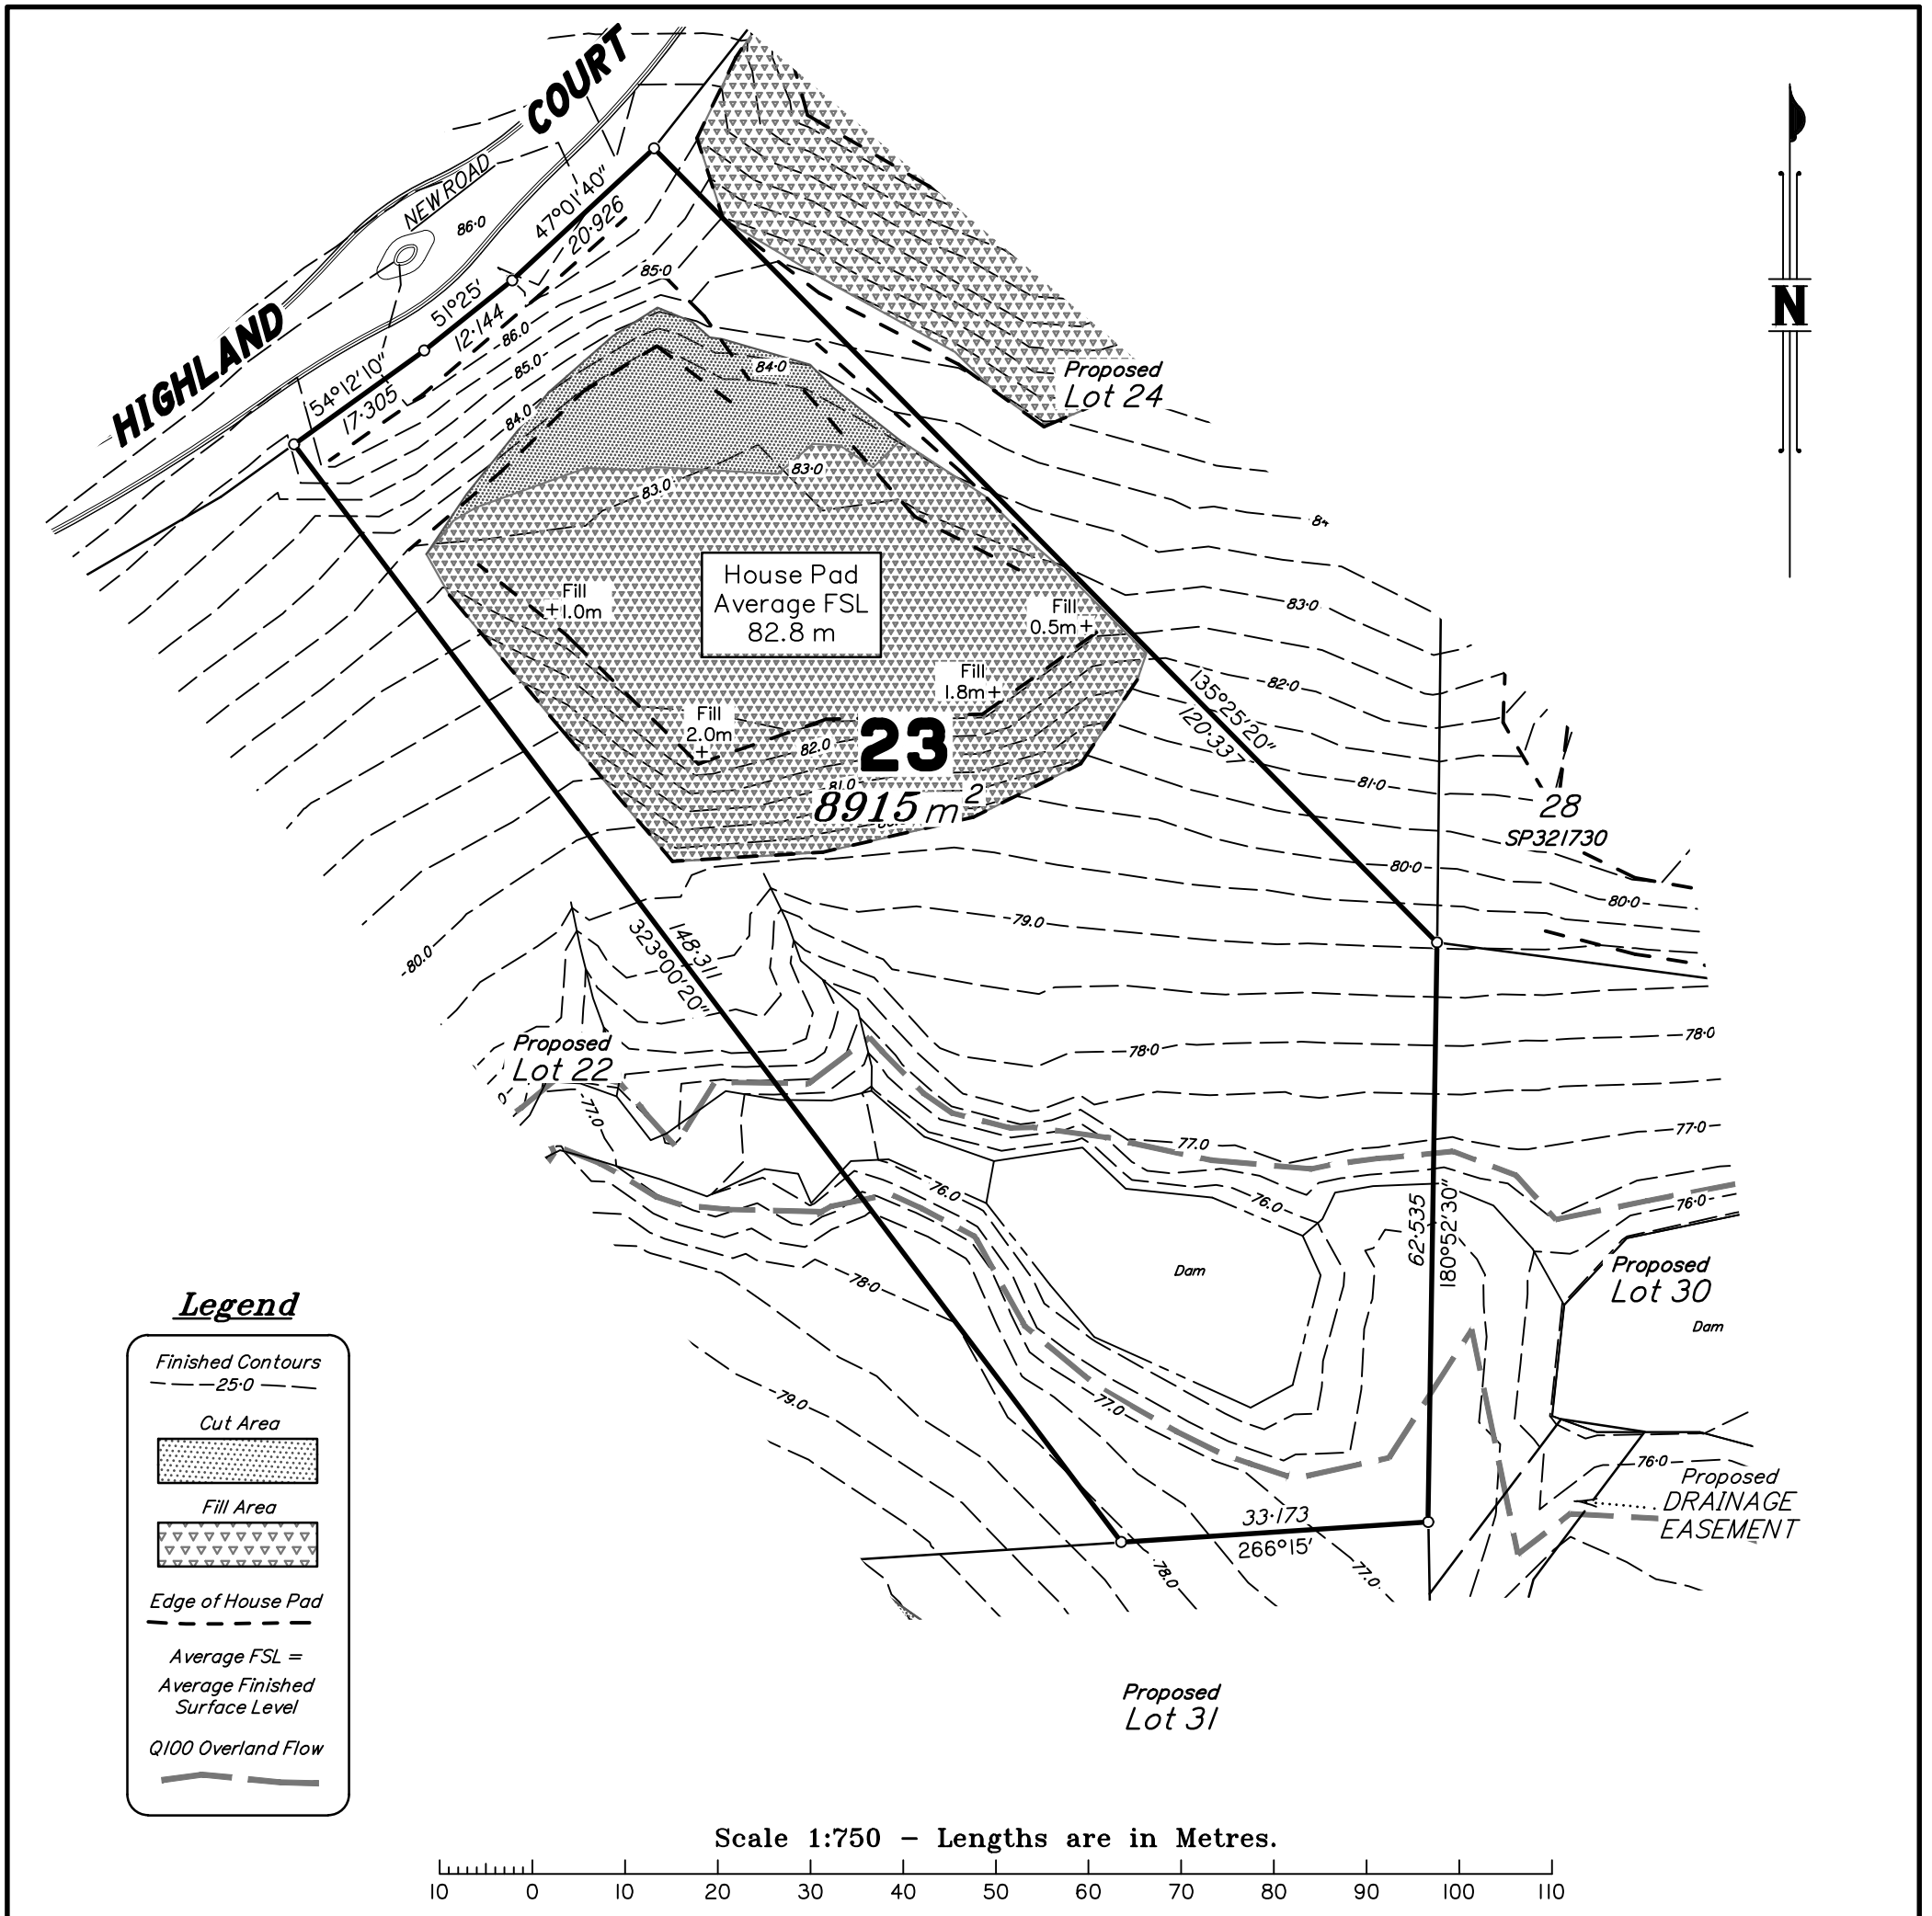 HIGHLAND COURT
NEW ROAD
86·0
47°01'40"
20·926
51°25'
12·144
54°12'10"
17·305
85·0
86.0
85.0
84.0
84·0
83·0
83.0
Proposed
Lot 24
N
84
83·0
82·0
81·0
80·0
80·0
House Pad
Average FSL
82.8 m
Fill
1.0m
Fill
0.5m
Fill
1.8m
Fill
2.0m
82.0
81.0
23
8915 m²
135°25'20"
120·337
28
SP321730
80.0
79.0
148·311
323°00'20"
Proposed
Lot 22
77.0
78·0
78·0
77·0
77·0
76.0
76.0
76·0
62·535
180°52'30"
Dam
Proposed
Lot 30
Dam
78.0
79.0
77.0
76·0
Proposed
DRAINAGE
EASEMENT
33·173
266°15'
78.0
77.0
Proposed
Lot 31
Legend
Finished Contours
25·0
Cut Area
Fill Area
Edge of House Pad
Average FSL =
Average Finished
Surface Level
Q100 Overland Flow
Scale 1:750 – Lengths are in Metres.
10 0 10 20 30 40 50 60 70 80 90 100 110